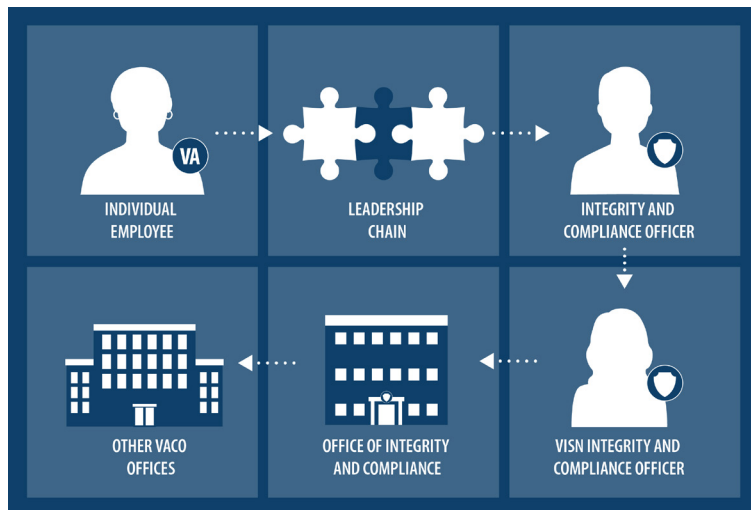 VA
INDIVIDUAL
EMPLOYEE
LEADERSHIP
CHAIN
INTEGRITY AND
COMPLIANCE OFFICER
OTHER VACO
OFFICES
OFFICE OF INTEGRITY
AND COMPLIANCE
VISN INTEGRITY AND
COMPLIANCE OFFICER